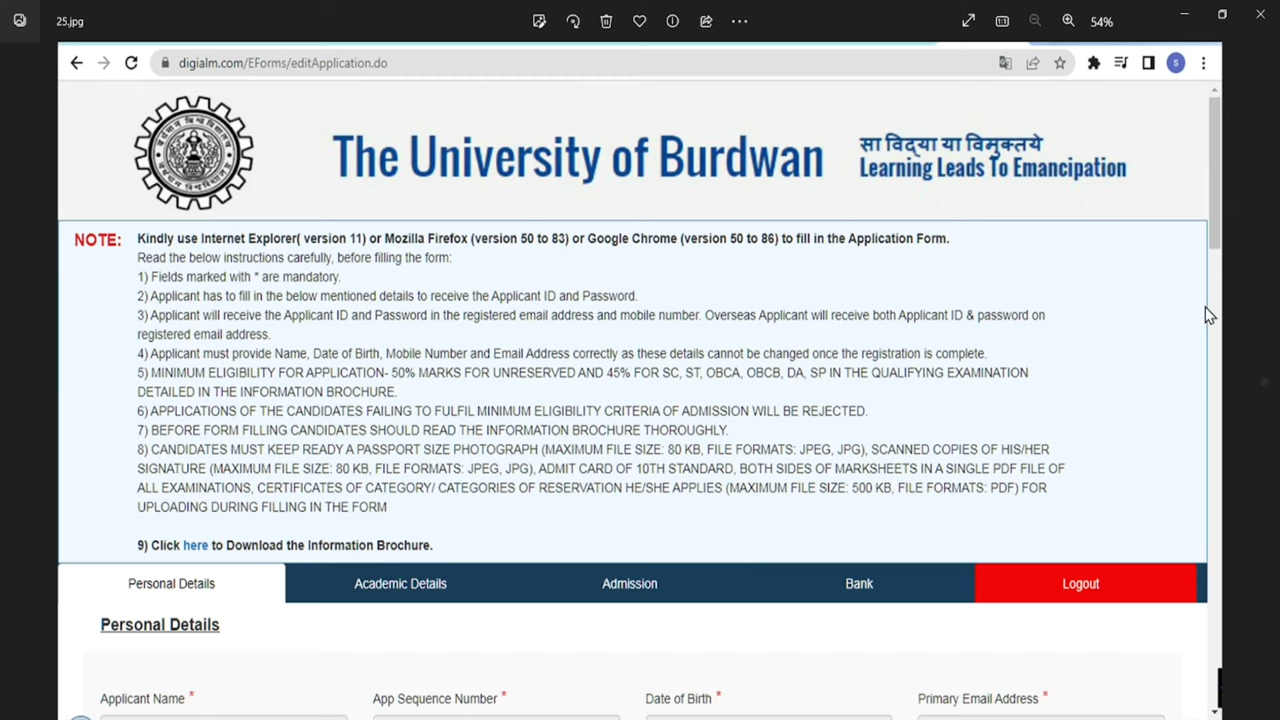 25.jpg
54%
digialm.com/EForms/editApplication.do
S
The University of Burdwan
सा विद्या या विमुक्तये
Learning Leads To Emancipation
NOTE:
Kindly use Internet Explorer( version 11) or Mozilla Firefox (version 50 to 83) or Google Chrome (version 50 to 86) to fill in the Application Form.
Read the below instructions carefully, before filling the form:
1) Fields marked with * are mandatory.
2) Applicant has to fill in the below mentioned details to receive the Applicant ID and Password.
3) Applicant will receive the Applicant ID and Password in the registered email address and mobile number. Overseas Applicant will receive both Applicant ID & password on
registered email address.
4) Applicant must provide Name, Date of Birth, Mobile Number and Email Address correctly as these details cannot be changed once the registration is complete.
5) MINIMUM ELIGIBILITY FOR APPLICATION- 50% MARKS FOR UNRESERVED AND 45% FOR SC, ST, OBCA, OBCB, DA, SP IN THE QUALIFYING EXAMINATION
DETAILED IN THE INFORMATION BROCHURE.
6) APPLICATIONS OF THE CANDIDATES FAILING TO FULFIL MINIMUM ELIGIBILITY CRITERIA OF ADMISSION WILL BE REJECTED.
7) BEFORE FORM FILLING CANDIDATES SHOULD READ THE INFORMATION BROCHURE THOROUGHLY.
8) CANDIDATES MUST KEEP READY A PASSPORT SIZE PHOTOGRAPH (MAXIMUM FILE SIZE: 80 KB, FILE FORMATS: JPEG, JPG), SCANNED COPIES OF HIS/HER
SIGNATURE (MAXIMUM FILE SIZE: 80 KB, FILE FORMATS: JPEG, JPG), ADMIT CARD OF 10TH STANDARD, BOTH SIDES OF MARKSHEETS IN A SINGLE PDF FILE OF
ALL EXAMINATIONS, CERTIFICATES OF CATEGORY/ CATEGORIES OF RESERVATION HE/SHE APPLIES (MAXIMUM FILE SIZE: 500 KB, FILE FORMATS: PDF) FOR
UPLOADING DURING FILLING IN THE FORM
9) Click here to Download the Information Brochure.
Personal Details Academic Details Admission Bank Logout
Personal Details
Applicant Name * App Sequence Number * Date of Birth * Primary Email Address *